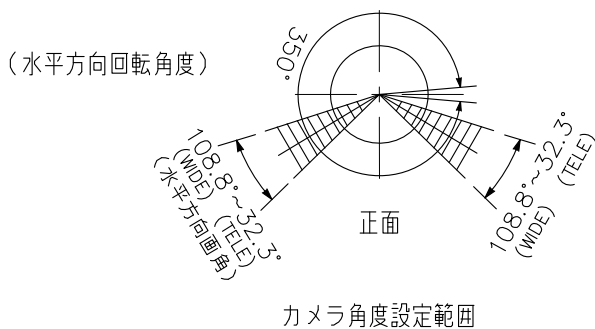 350°
(水平方向回転角度)
108.8°～32.3°
(WIDE) (TELE)
(水平方向画角)
108.8°～32.3°
(WIDE) (TELE)
正面
カメラ角度設定範囲